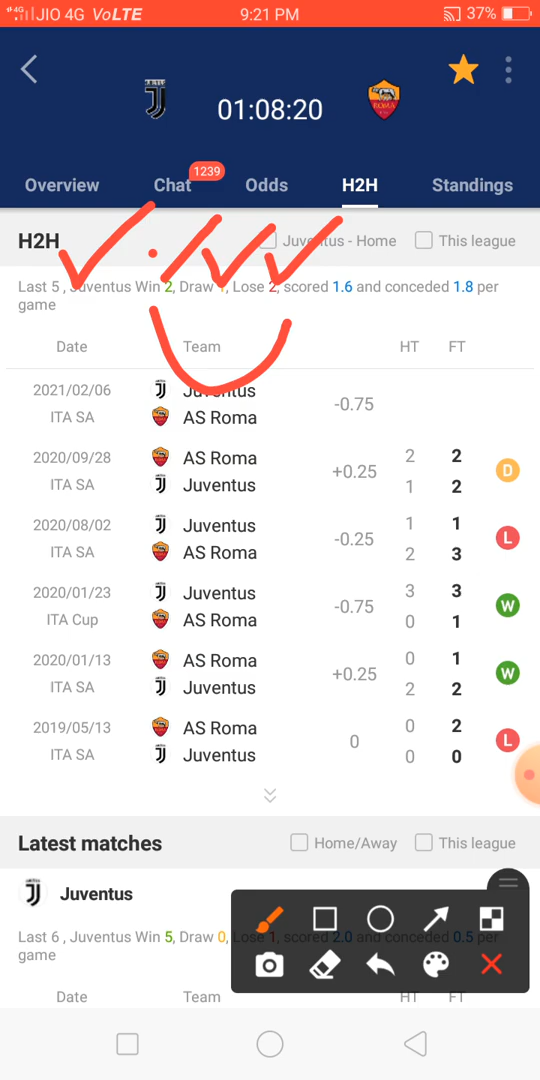 4G JIO 4G VoLTE 9:21 PM 37%
01:08:20
ROMA
Overview Chat 1239 Odds H2H Standings
H2H Juventus - Home This league
Last 5 , Juventus Win 2, Draw 1, Lose 2, scored 1.6 and conceded 1.8 per
game
Date Team HT FT
2021/02/06 Juventus
-0.75
ITA SA AS Roma
2020/09/28 AS Roma 2 2
+0.25 D
ITA SA Juventus 1 2
2020/08/02 Juventus 1 1
-0.25 L
ITA SA AS Roma 2 3
2020/01/23 Juventus 3 3
-0.75 W
ITA Cup AS Roma 0 1
2020/01/13 AS Roma 0 1
+0.25 W
ITA SA Juventus 2 2
2019/05/13 AS Roma 0 2
0 L
ITA SA Juventus 0 0
Latest matches Home/Away This league
Juventus
Last 6 , Juventus Win 5, Draw 0, Lose 1, scored 2.0 and conceded 0.5 per
game
Date Team HT FT